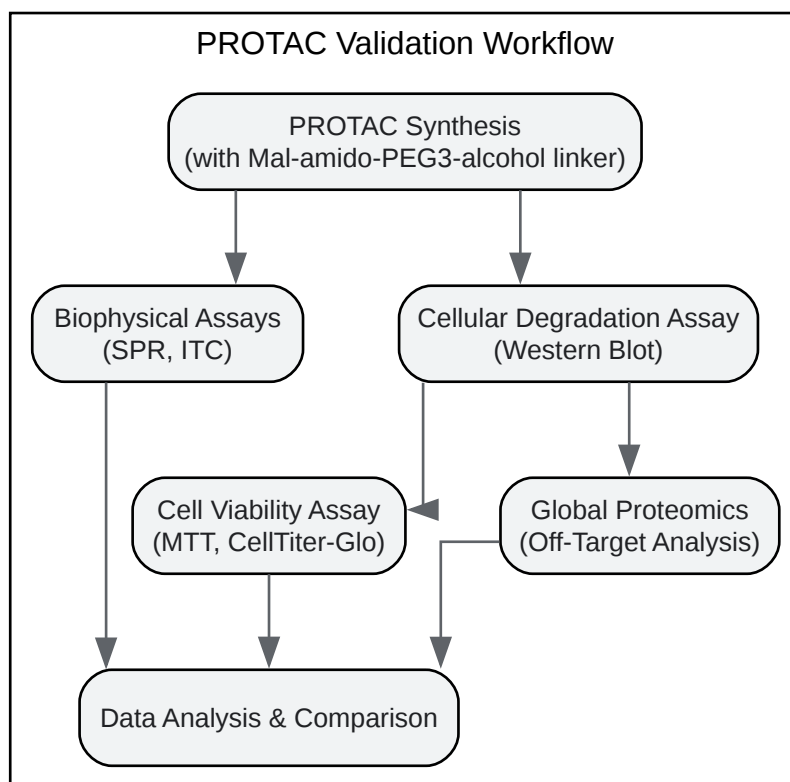 PROTAC Validation Workflow
PROTAC Synthesis
(with Mal-amido-PEG3-alcohol linker)
Biophysical Assays
(SPR, ITC)
Cellular Degradation Assay
(Western Blot)
Cell Viability Assay
(MTT, CellTiter-Glo)
Global Proteomics
(Off-Target Analysis)
Data Analysis & Comparison